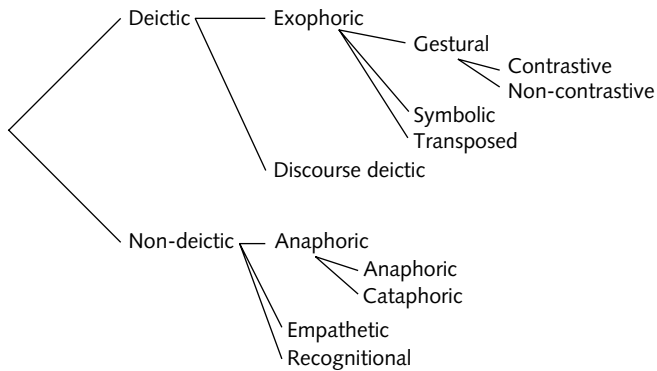 Deictic Exophoric
Gestural
Contrastive
Non-contrastive
Symbolic
Transposed
Discourse deictic
Non-deictic Anaphoric
Anaphoric
Cataphoric
Empathetic
Recognitional